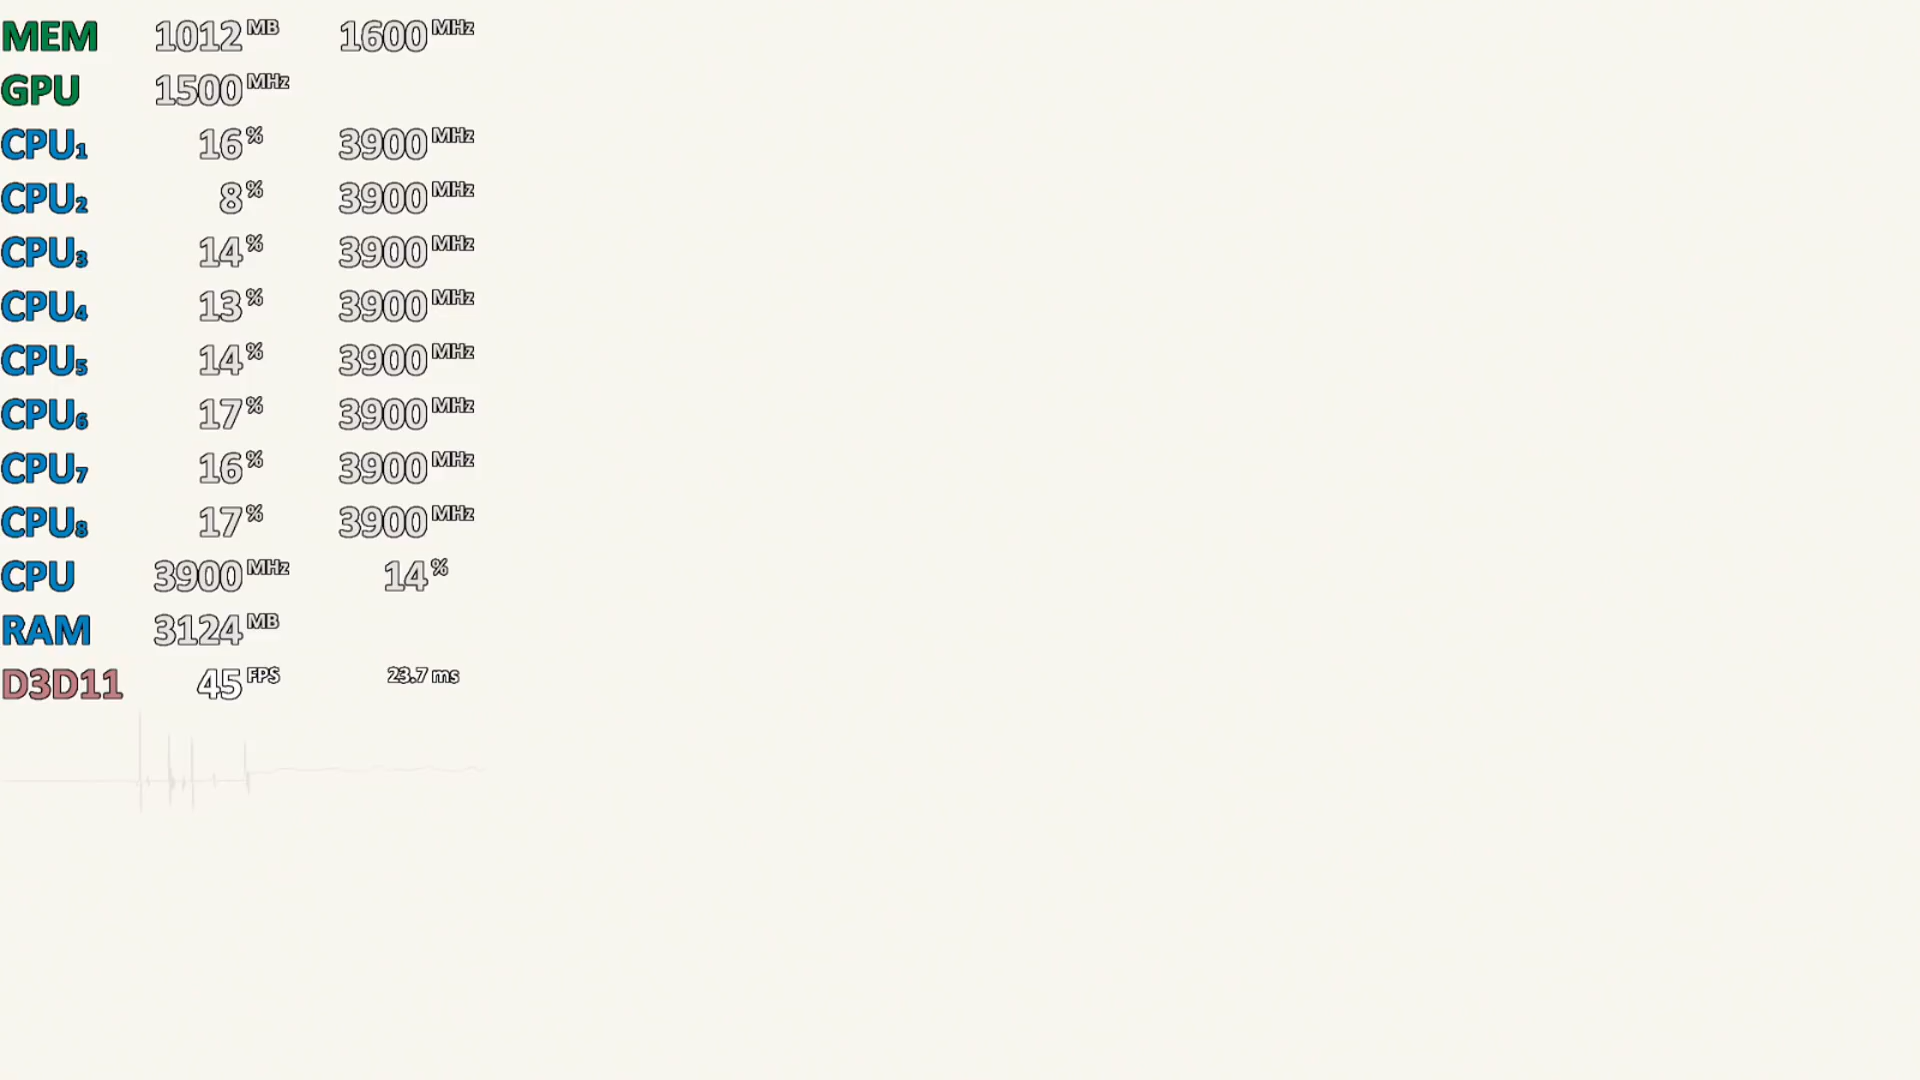 MEM 1012 MB 1600 MHz
GPU 1500 MHz
CPU1 16 % 3900 MHz
CPU2 8 % 3900 MHz
CPU3 14 % 3900 MHz
CPU4 13 % 3900 MHz
CPU5 14 % 3900 MHz
CPU6 17 % 3900 MHz
CPU7 16 % 3900 MHz
CPU8 17 % 3900 MHz
CPU 3900 MHz 14 %
RAM 3124 MB
D3D11 45 FPS 23.7 ms